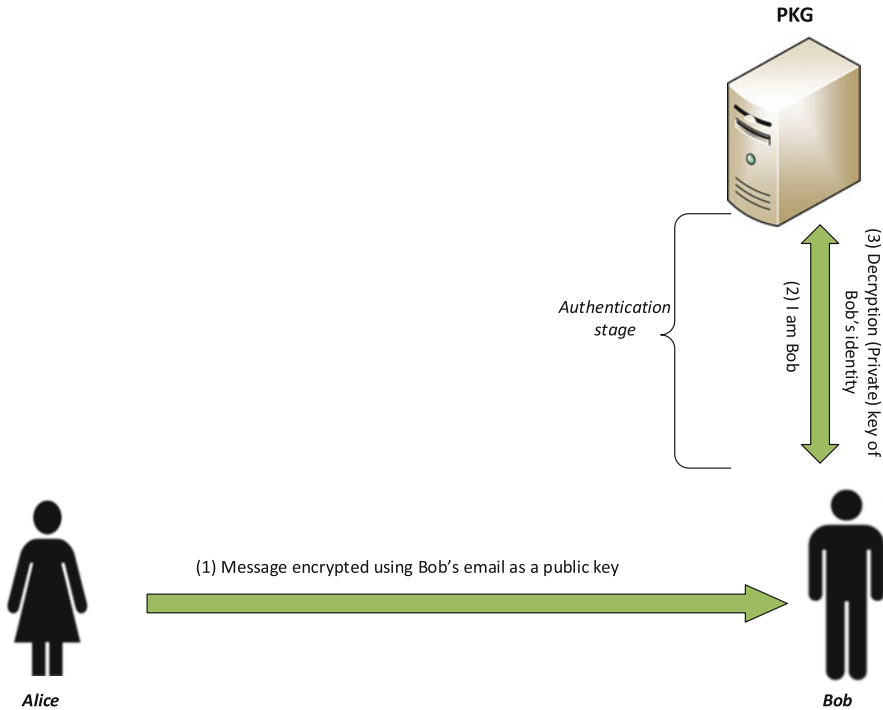 PKG
Authentication
stage
(2) I am Bob
(3) Decryption (Private) key of
Bob's identity
(1) Message encrypted using Bob's email as a public key
Alice
Bob